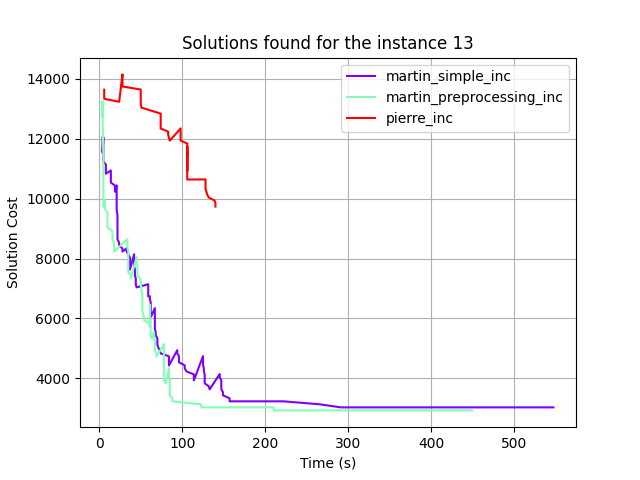 Solutions found for the instance 13
martin_simple_inc
martin_preprocessing_inc
pierre_inc
Solution Cost
14000
12000
10000
8000
6000
4000
0 100 200 300 400 500
Time (s)